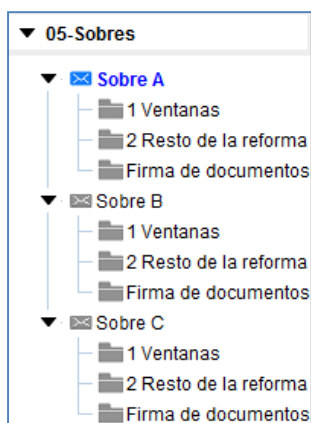 05-Sobres
Sobre A
1 Ventanas
2 Resto de la reforma
Firma de documentos
Sobre B
1 Ventanas
2 Resto de la reforma
Firma de documentos
Sobre C
1 Ventanas
2 Resto de la reforma
Firma de documentos